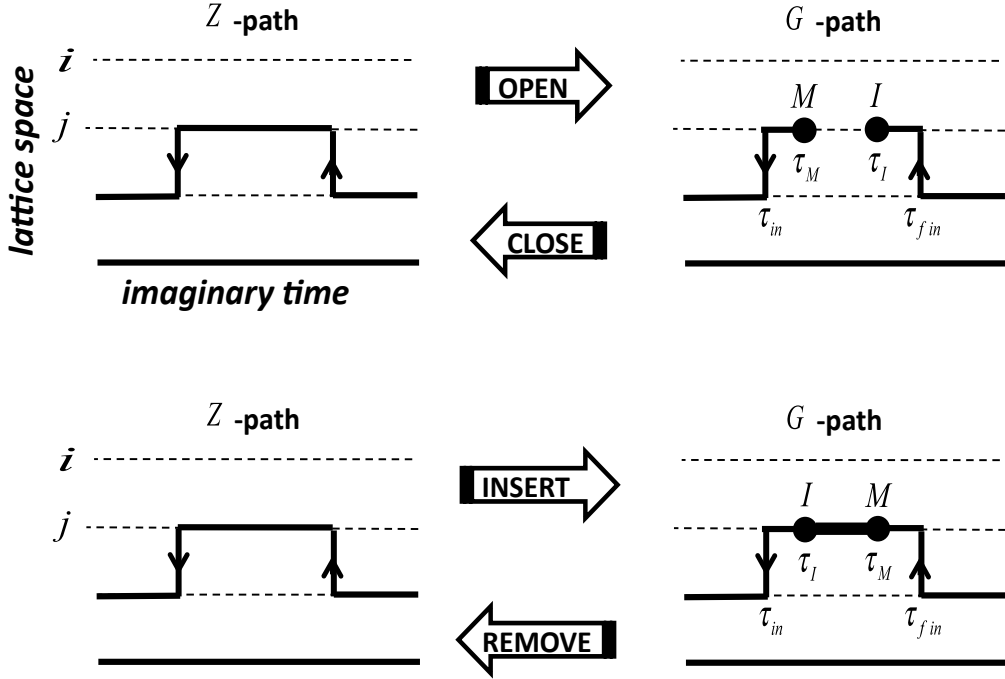 Z -path
G -path
i
OPEN
M I
j
τ_M τ_I
lattice space
τ_in τ_fin
CLOSE
imaginary time
Z -path
G -path
i
INSERT
I M
j
τ_I τ_M
τ_in τ_fin
REMOVE